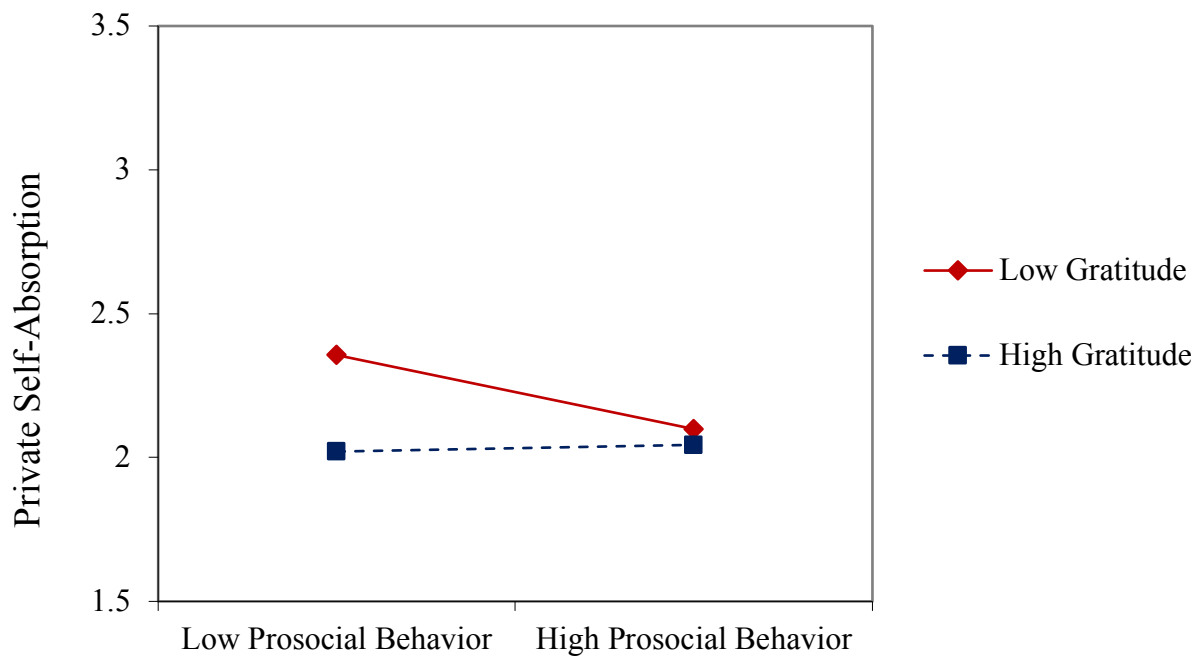 3.5
3
2.5
2
1.5
Private Self-Absorption
Low Prosocial Behavior
High Prosocial Behavior
Low Gratitude
High Gratitude